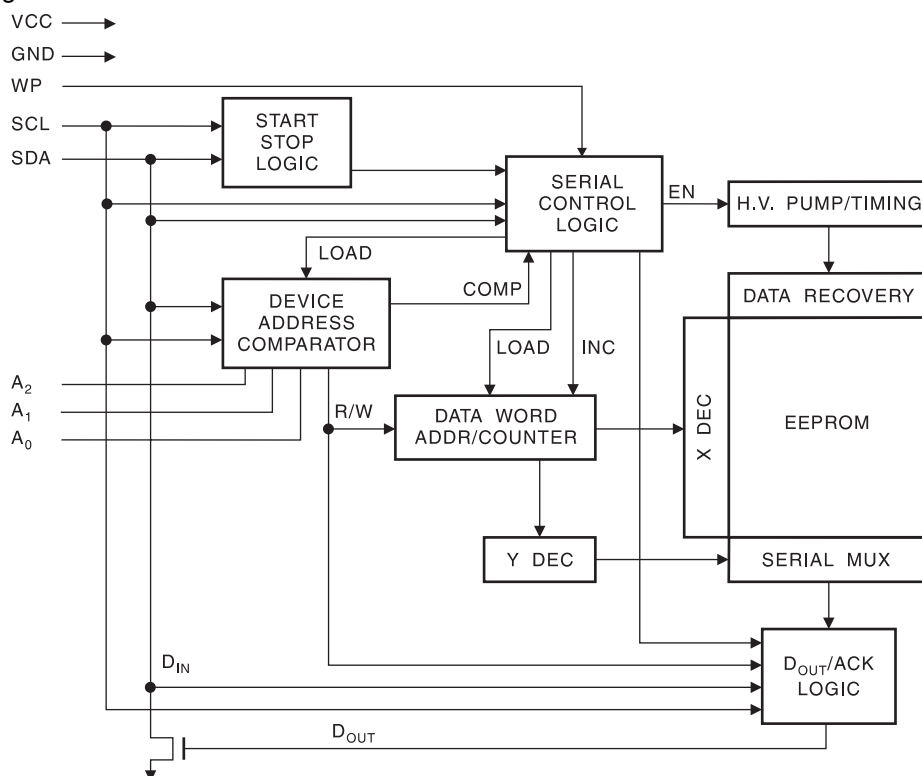 VCC
GND
WP
SCL
SDA
START
STOP
LOGIC
SERIAL
CONTROL
LOGIC
EN
H.V. PUMP/TIMING
LOAD
COMP
DATA RECOVERY
DEVICE
ADDRESS
COMPARATOR
LOAD
INC
A2
A1
A0
R/W
DATA WORD
ADDR/COUNTER
X DEC
EEPROM
Y DEC
SERIAL MUX
DIN
DOUT/ACK
LOGIC
DOUT